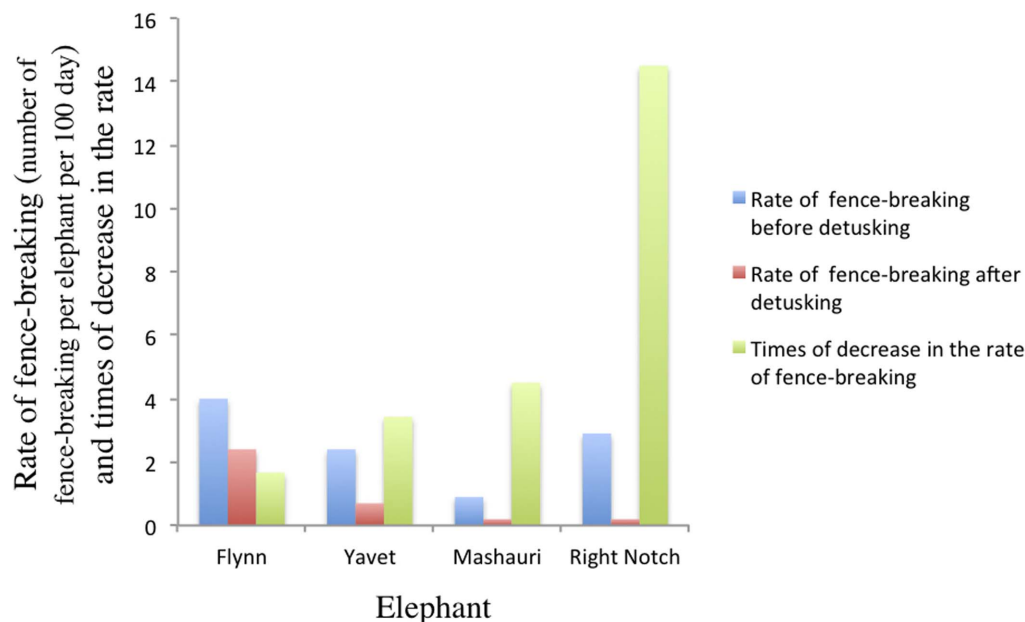 Rate of fence-breaking (number of
fence-breaking per elephant per 100 day)
and times of decrease in the rate
16
14
12
10
8
6
4
2
0
Flynn
Yavet
Mashauri
Right Notch
Elephant
Rate of fence-breaking
before detusking
Rate of fence-breaking after
detusking
Times of decrease in the rate
of fence-breaking